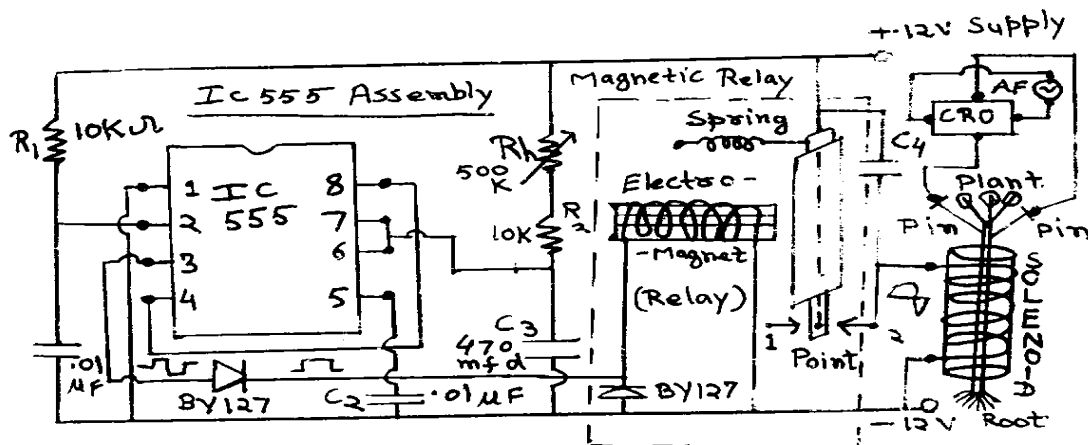 +12V Supply
Magnetic Relay
Ic 555 Assembly
AF
CRO
R1 10KΩ
Spring
C4
Rh
500
K
Electro-
Plant
1 IC 8
2 555 7
3 6
4 5
R2
10K
Pin
Pin
-Magnet
(Relay)
SOLENOID
C3
470
mfd
1
2
Point
.01
μF
BY127
C2 .01μF
BY127
-12V
Root